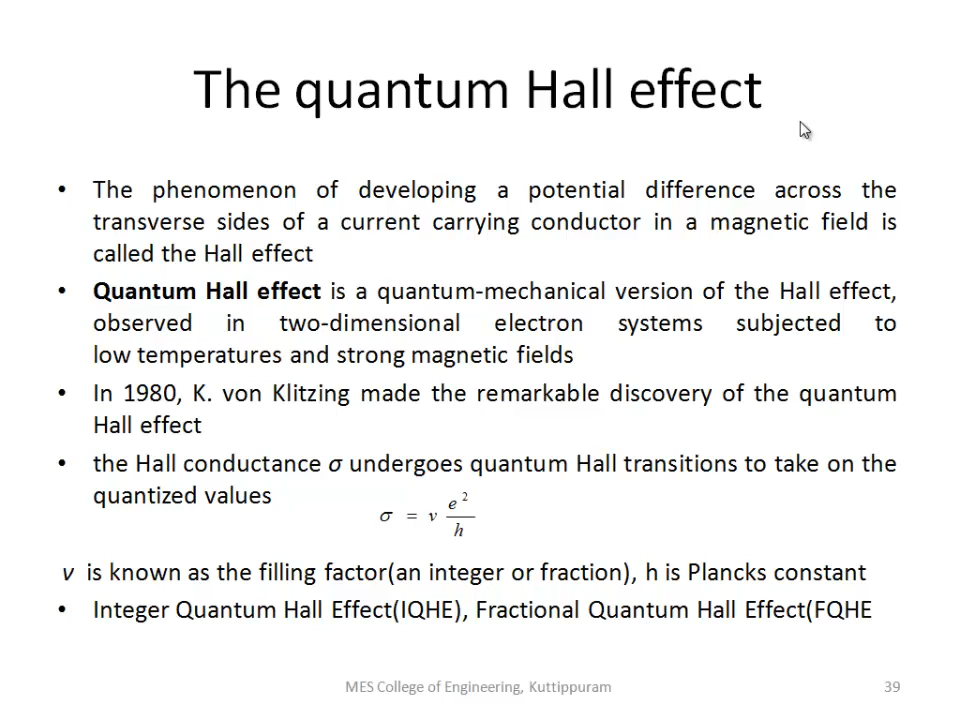 The quantum Hall effect
• The phenomenon of developing a potential difference across the
transverse sides of a current carrying conductor in a magnetic field is
called the Hall effect
• Quantum Hall effect is a quantum-mechanical version of the Hall effect,
observed in two-dimensional electron systems subjected to
low temperatures and strong magnetic fields
• In 1980, K. von Klitzing made the remarkable discovery of the quantum
Hall effect
• the Hall conductance σ undergoes quantum Hall transitions to take on the
quantized values
σ = ν e² / h
ν is known as the filling factor(an integer or fraction), h is Plancks constant
• Integer Quantum Hall Effect(IQHE), Fractional Quantum Hall Effect(FQHE
MES College of Engineering, Kuttippuram 39